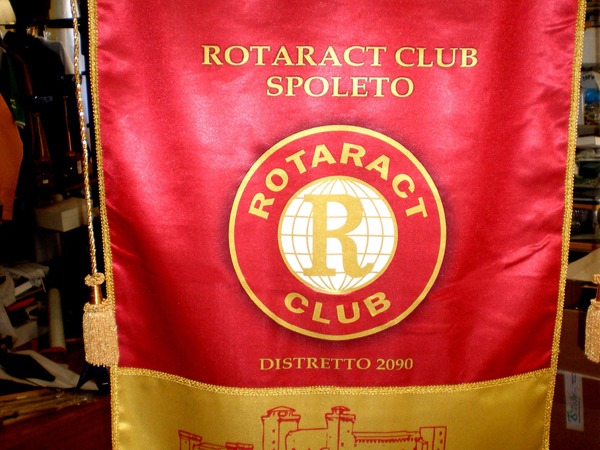 ROTARACT CLUB
SPOLETO
ROTARACT
R
CLUB
DISTRETTO 2090